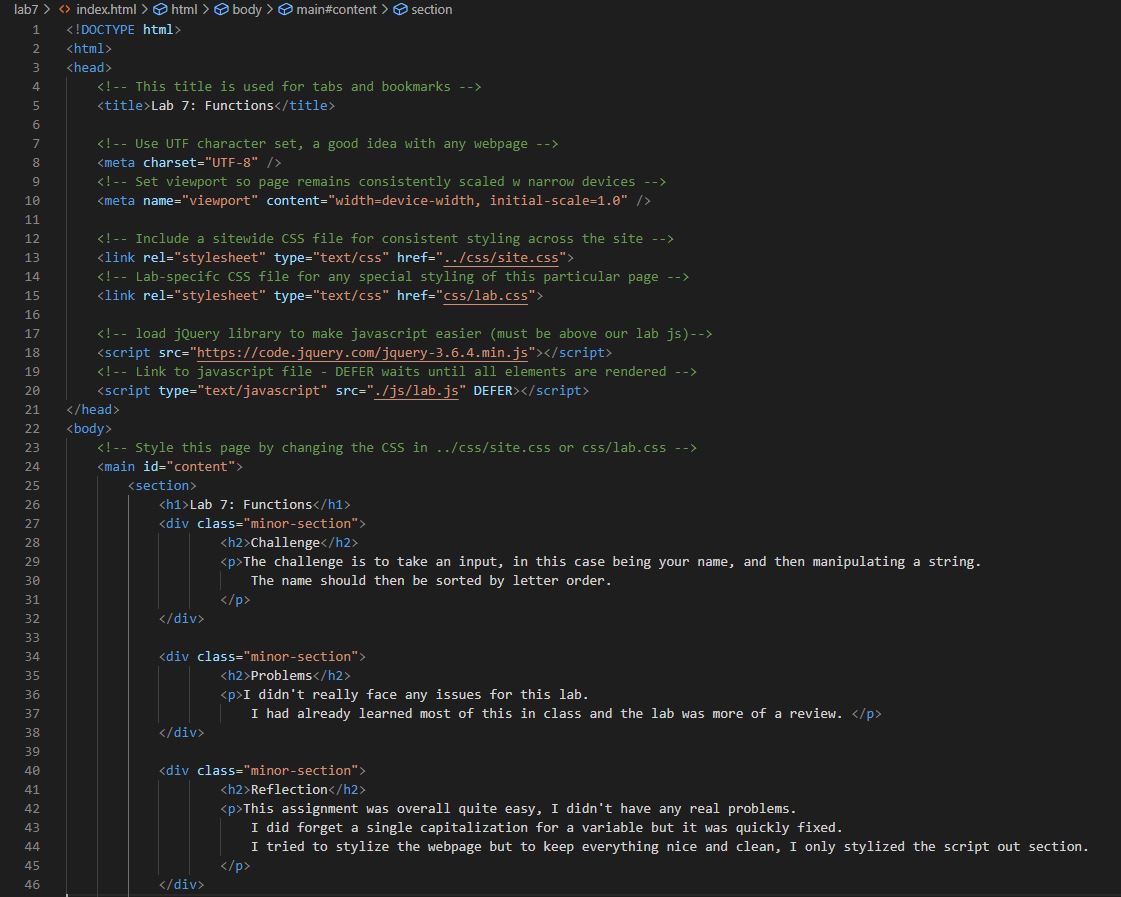 lab7 > index.html > html > body > main#content > section
1 <!DOCTYPE html>
2 <html>
3 <head>
4 <!-- This title is used for tabs and bookmarks -->
5 <title>Lab 7: Functions</title>
6
7 <!-- Use UTF character set, a good idea with any webpage -->
8 <meta charset="UTF-8" />
9 <!-- Set viewport so page remains consistently scaled w narrow devices -->
10 <meta name="viewport" content="width=device-width, initial-scale=1.0" />
11
12 <!-- Include a sitewide CSS file for consistent styling across the site -->
13 <link rel="stylesheet" type="text/css" href="../css/site.css">
14 <!-- Lab-specifc CSS file for any special styling of this particular page -->
15 <link rel="stylesheet" type="text/css" href="css/lab.css">
16
17 <!-- load jQuery library to make javascript easier (must be above our lab js)-->
18 <script src="https://code.jquery.com/jquery-3.6.4.min.js"></script>
19 <!-- Link to javascript file - DEFER waits until all elements are rendered -->
20 <script type="text/javascript" src="./js/lab.js" DEFER></script>
21 </head>
22 <body>
23 <!-- Style this page by changing the CSS in ../css/site.css or css/lab.css -->
24 <main id="content">
25 <section>
26 <h1>Lab 7: Functions</h1>
27 <div class="minor-section">
28 <h2>Challenge</h2>
29 <p>The challenge is to take an input, in this case being your name, and then manipulating a string.
30 The name should then be sorted by letter order.
31 </p>
32 </div>
33
34 <div class="minor-section">
35 <h2>Problems</h2>
36 <p>I didn't really face any issues for this lab.
37 I had already learned most of this in class and the lab was more of a review. </p>
38 </div>
39
40 <div class="minor-section">
41 <h2>Reflection</h2>
42 <p>This assignment was overall quite easy, I didn't have any real problems.
43 I did forget a single capitalization for a variable but it was quickly fixed.
44 I tried to stylize the webpage but to keep everything nice and clean, I only stylized the script out section.
45 </p>
46 </div>